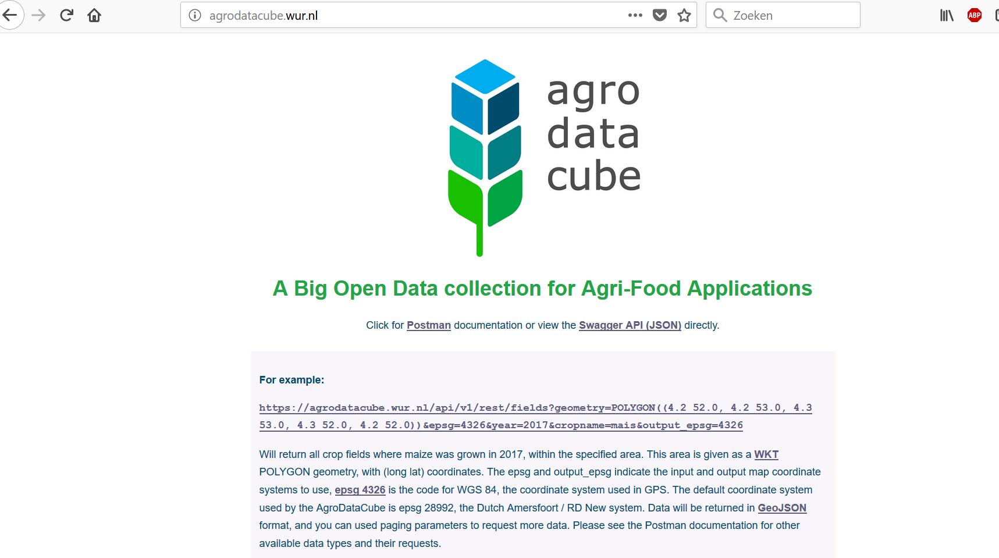 agrodatacube.wur.nl
Zoeken
ABP
agro
data
cube
A Big Open Data collection for Agri-Food Applications
Click for Postman documentation or view the Swagger API (JSON) directly.
For example:
https://agrodatacube.wur.nl/api/v1/rest/fields?geometry=POLYGON((4.2 52.0, 4.2 53.0, 4.3
53.0, 4.3 52.0, 4.2 52.0))&epsg=4326&year=2017&cropname=mais&output_epsg=4326
Will return all crop fields where maize was grown in 2017, within the specified area. This area is given as a WKT
POLYGON geometry, with (long lat) coordinates. The epsg and output_epsg indicate the input and output map coordinate
systems to use, epsg 4326 is the code for WGS 84, the coordinate system used in GPS. The default coordinate system
used by the AgroDataCube is epsg 28992, the Dutch Amersfoort / RD New system. Data will be returned in GeoJSON
format, and you can used paging parameters to request more data. Please see the Postman documentation for other
available data types and their requests.